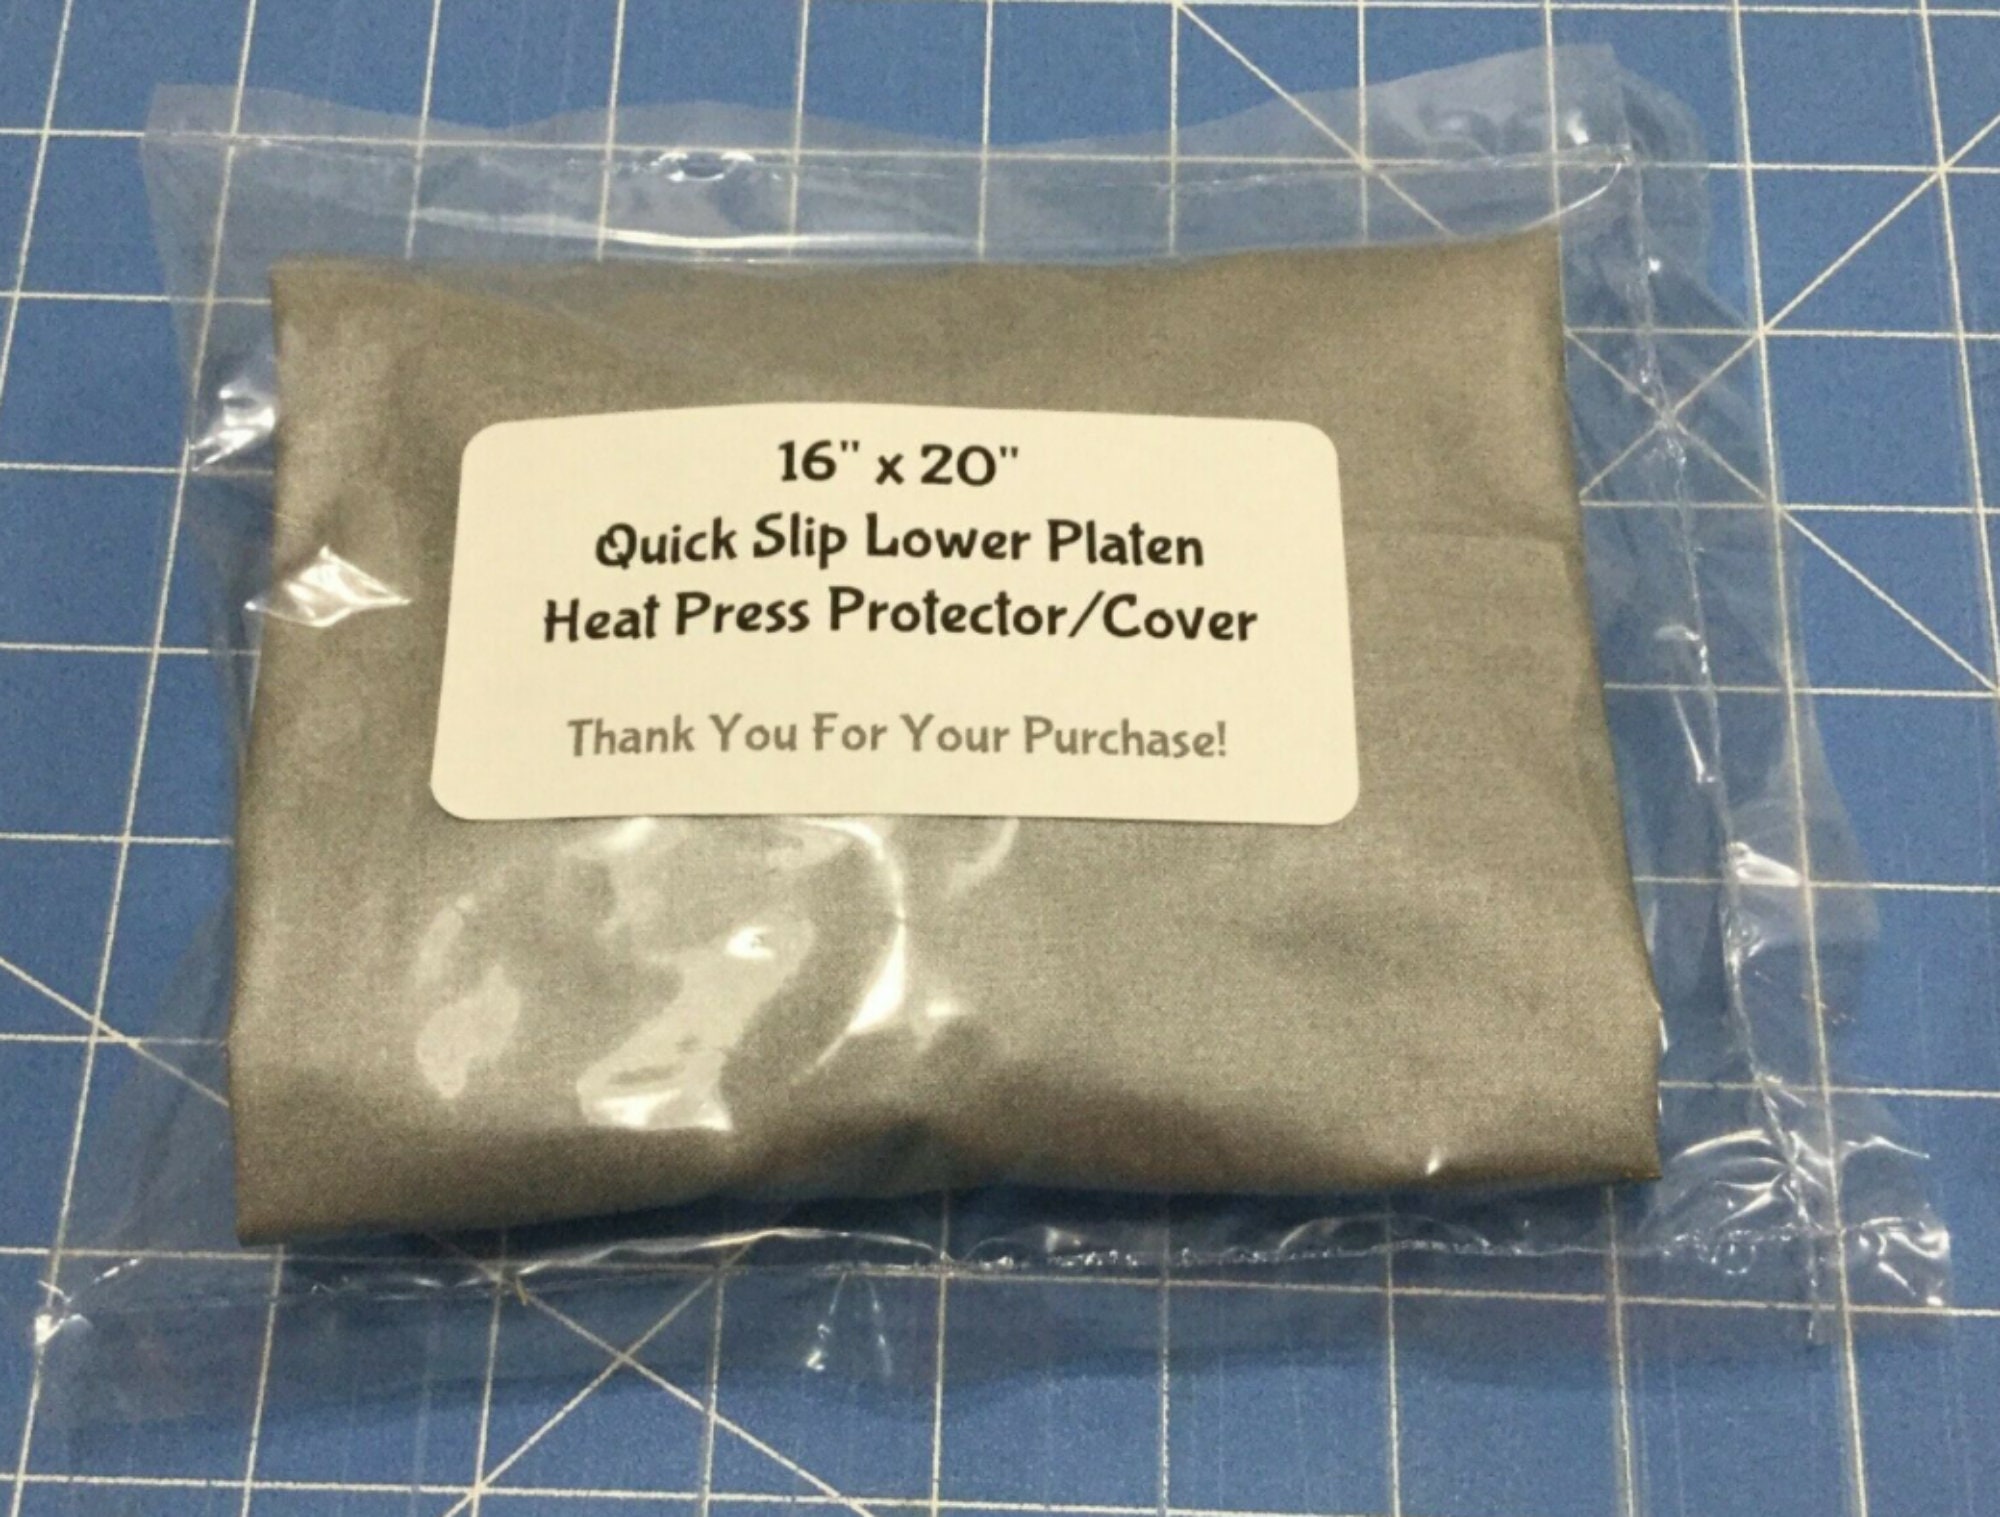 16" x 20"
Quick Slip Lower Platen
Heat Press Protector/Cover
Thank You For Your Purchase!